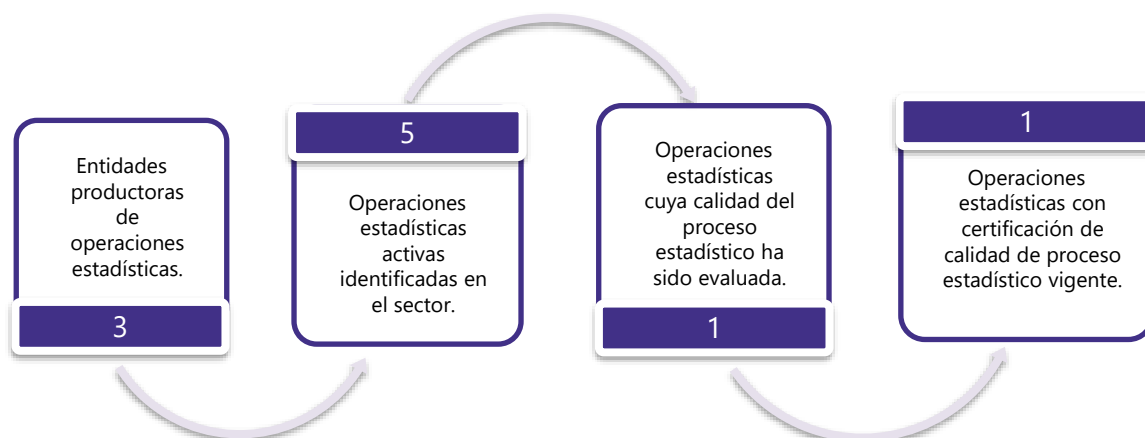 Entidades
productoras
de
operaciones
estadísticas.
3
5
Operaciones
estadísticas
activas
identificadas en
el sector.
Operaciones
estadísticas
cuya calidad del
proceso
estadístico ha
sido evaluada.
1
1
Operaciones
estadísticas con
certificación de
calidad de proceso
estadístico vigente.